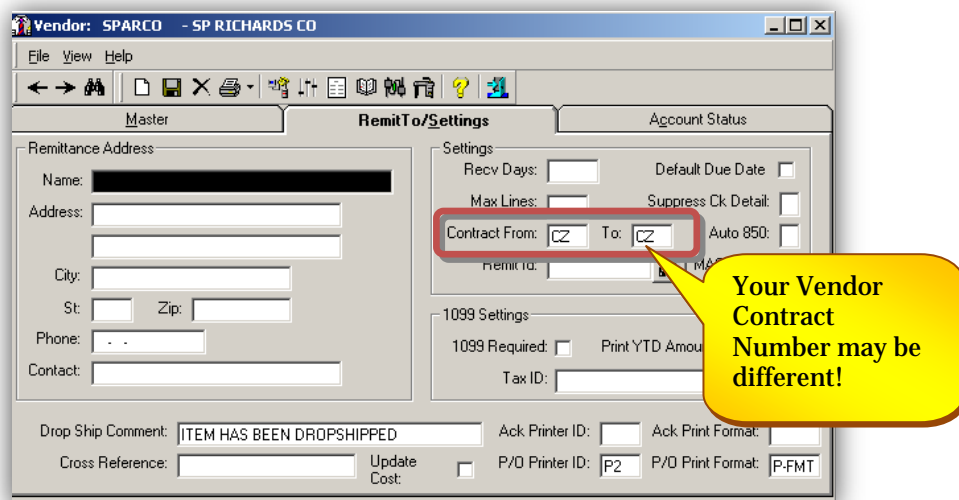 Vendor: SPARCO - SP RICHARDS CO
File View Help
Master RemitTo/Settings Account Status
Remittance Address
Name:
Address:
City:
St: Zip:
Phone: - -
Contact:
Settings
Recv Days: Default Due Date
Max Lines: Suppress Ck Detail:
Contract From: CZ To: CZ Auto 850:
RemitId:
1099 Settings
1099 Required: Print YTD
Tax ID:
Your Vendor
Contract
Number may be
different!
Drop Ship Comment: ITEM HAS BEEN DROPSHIPPED Ack Printer ID: Ack Print Format:
Cross Reference: Update Cost: P/O Printer ID: P2 P/O Print Format: P-FMT